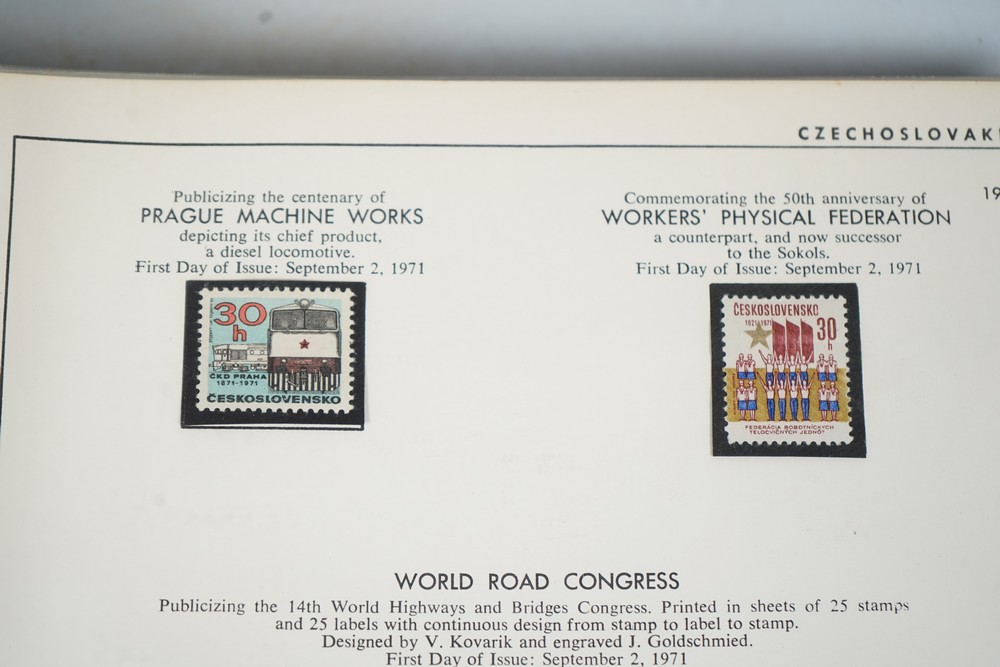 CZECHOSLOVAK
19
Publicizing the centenary of
PRAGUE MACHINE WORKS
depicting its chief product,
a diesel locomotive.
First Day of Issue: September 2, 1971
Commemorating the 50th anniversary of
WORKERS' PHYSICAL FEDERATION
a counterpart, and now successor
to the Sokols.
First Day of Issue: September 2, 1971
30
h
ČKD PRAHA
1871-1971
ČESKOSLOVENSKO
ČESKOSLOVENSKO
1921-1971
30
h
FEDERÁCIA ROBOTNÍCKYCH
TELOCVIČNÝCH JEDNÔT
WORLD ROAD CONGRESS
Publicizing the 14th World Highways and Bridges Congress. Printed in sheets of 25 stamps
and 25 labels with continuous design from stamp to label to stamp.
Designed by V. Kovarik and engraved J. Goldschmied.
First Day of Issue: September 2, 1971